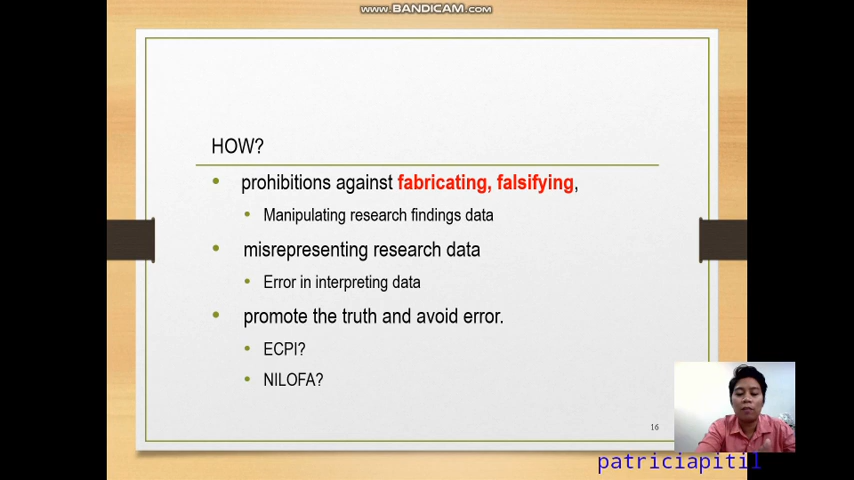 www.BANDICAM.com
HOW?
prohibitions against fabricating, falsifying,
Manipulating research findings data
misrepresenting research data
Error in interpreting data
promote the truth and avoid error.
ECPI?
NILOFA?
16
patriciapitil